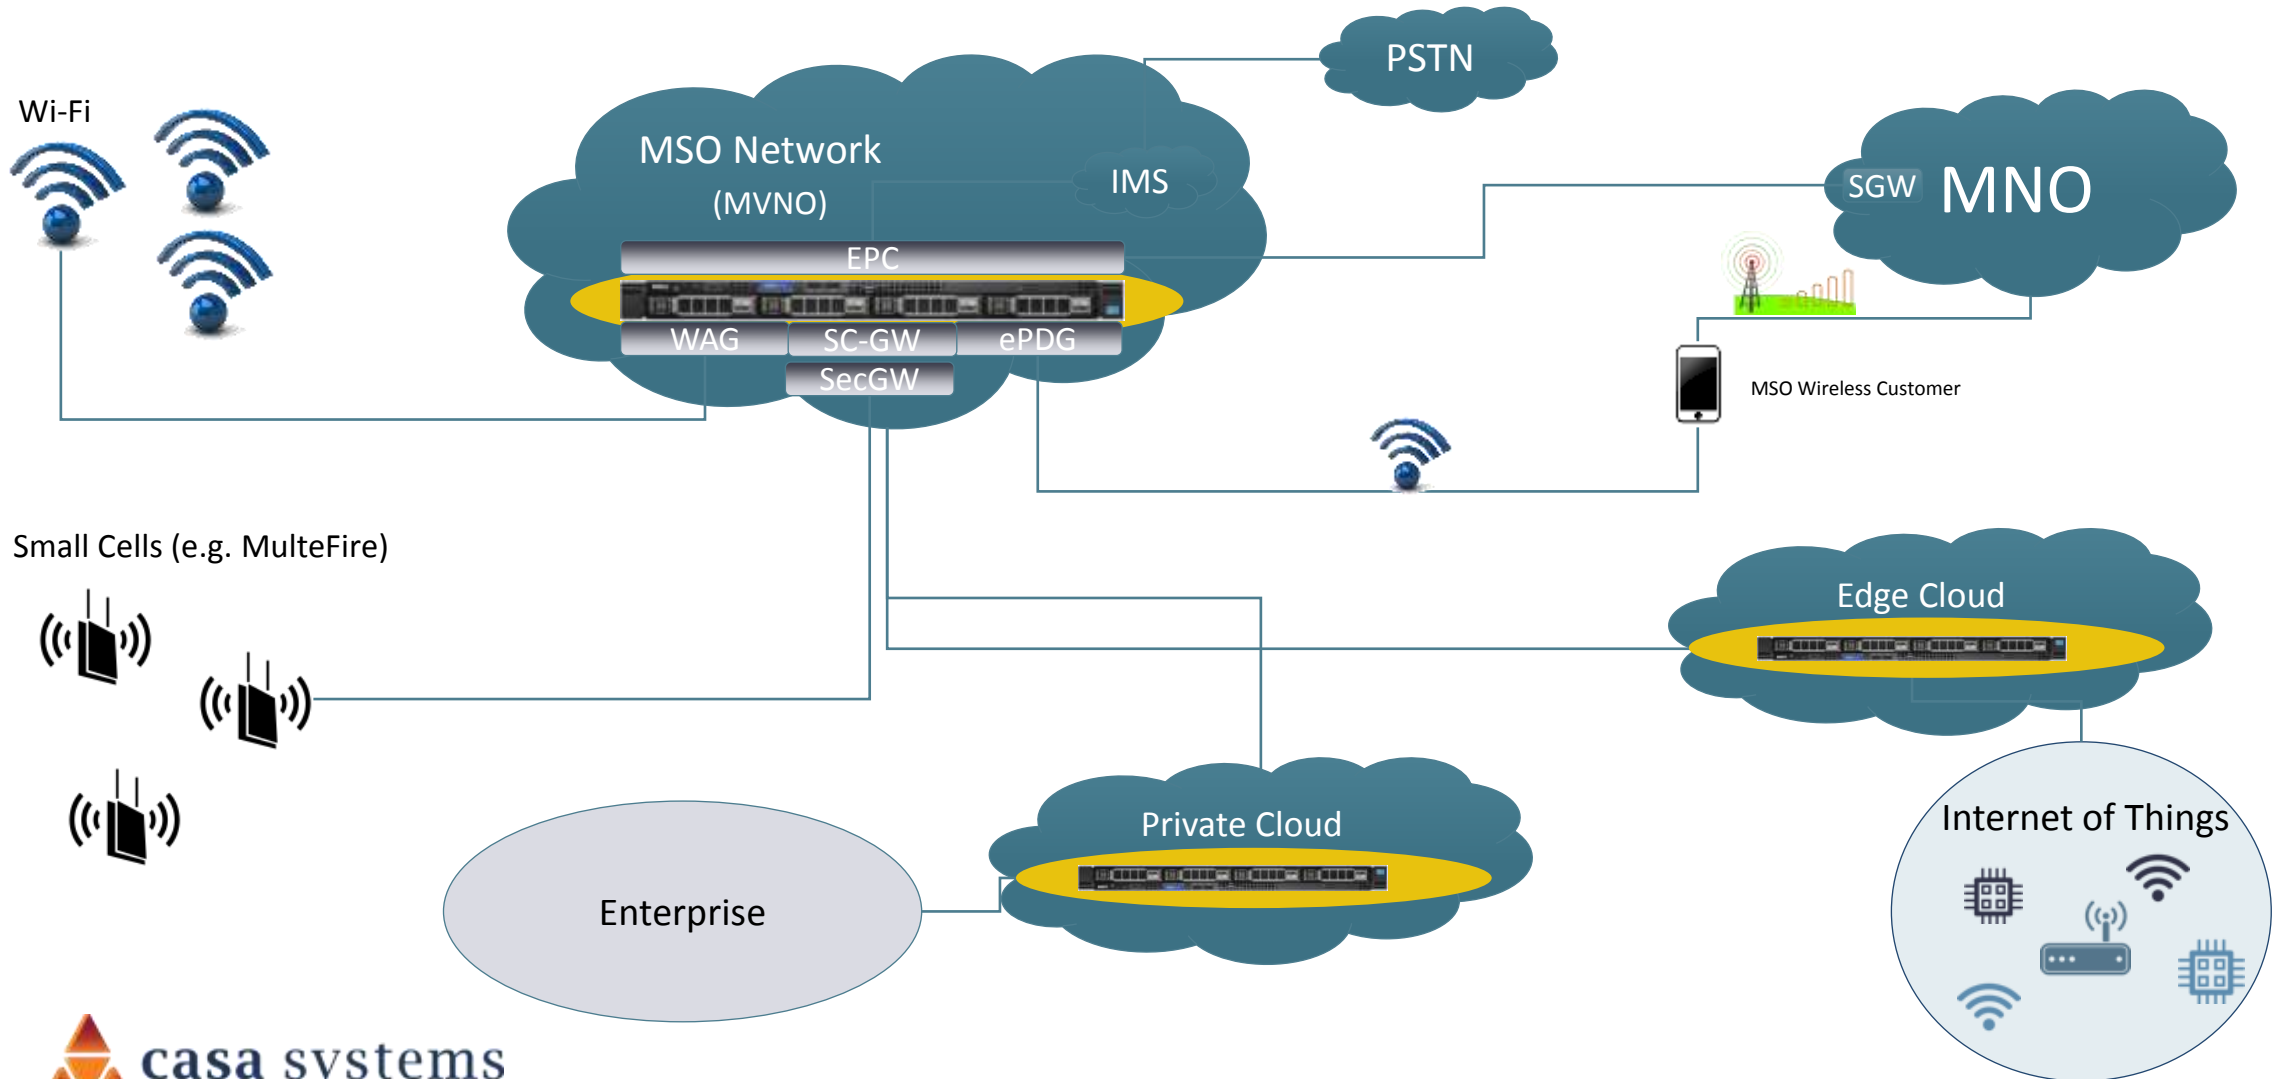 PSTN
Wi-Fi
MSO Network
(MVNO)
IMS
SGW
MNO
EPC
WAG
SC-GW
ePDG
SecGW
MSO Wireless Customer
Small Cells (e.g. MulteFire)
Edge Cloud
Internet of Things
Private Cloud
Enterprise
casa systems